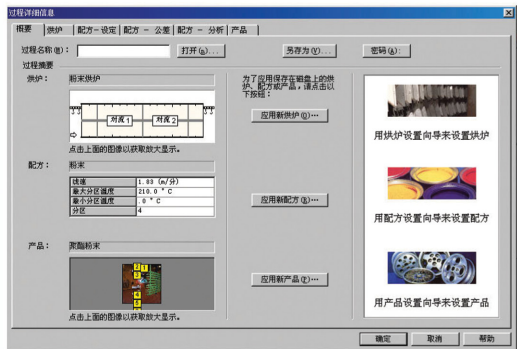 过程详细信息
概要 烘炉 配方-设定 配方 - 公差 配方 - 分析 产品
过程名称(M): 打开(G)... 另存为(V)... 密码(A):
过程摘要
烘炉: 粉末烘炉
对流 1 对流 2
点击上面的图像以获取放大显示。
为了应用保存在磁盘上的烘
炉、配方或产品,请点击以
下按钮:
应用新烘炉(O)...
用烘炉设置向导来设置烘炉
配方: 粉末
线速 1.83 (m/分)
最大分区温度 210.0 °C
最小分区温度 .0 °C
分区 4
应用新配方(D)...
用配方设置向导来设置配方
产品: 聚酯粉末
2 1
3
4
5
点击上面的图像以获取放大显示。
应用新产品(P)...
用产品设置向导来设置产品
确定 取消 帮助